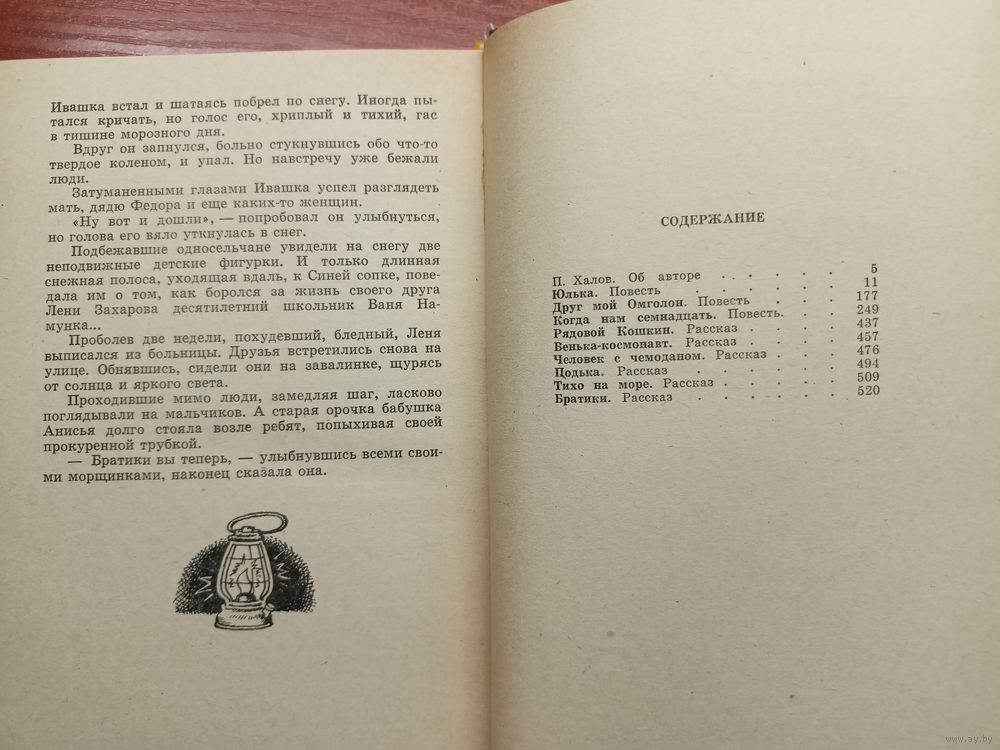 Ивашка встал и шатаясь побрел по снегу. Иногда пы-
тался кричать, но голос его, хриплый и тихий, гас
в тишине морозного дня.
Вдруг он запнулся, больно стукнувшись обо что-то
твердое коленом, и упал. Но навстречу уже бежали
люди.
Затуманенными глазами Ивашка успел разглядеть
мать, дядю Федора и еще каких-то женщин.
«Ну вот и дошли», — попробовал он улыбнуться,
но голова его вяло уткнулась в снег.
Подбежавшие односельчане увидели на снегу две
неподвижные детские фигурки. И только длинная
снежная полоса, уходящая вдаль, к Синей сопке, пове-
дала им о том, как боролся за жизнь своего друга
Лени Захарова десятилетний школьник Ваня На-
мунка...
Проболев две недели, похудевший, бледный, Леня
выписался из больницы. Друзья встретились снова на
улице. Обнявшись, сидели они на завалинке, щурясь
от солнца и яркого света.
Проходившие мимо люди, замедляя шаг, ласково
поглядывали на мальчиков. А старая орочка бабушка
Анисья долго стояла возле ребят, попыхивая своей
прокуренной трубкой.
— Братики вы теперь, — улыбнувшись всеми свои-
ми морщинками, наконец сказала она.
СОДЕРЖАНИЕ
П. Халов. Об авторе . . . . . . 5
Юлька. Повесть . . . . . . 11
Друг мой Омголон. Повесть . . . 177
Когда нам семнадцать. Повесть. . . 249
Рядовой Кошкин. Рассказ . . . . 437
Венька-космонавт. Рассказ . . . . 457
Человек с чемоданом. Рассказ . . . 476
Цодька. Рассказ . . . . . 494
Тихо на море. Рассказ . . . . . 509
Братики. Рассказ . . . . . 520
www.ay.by